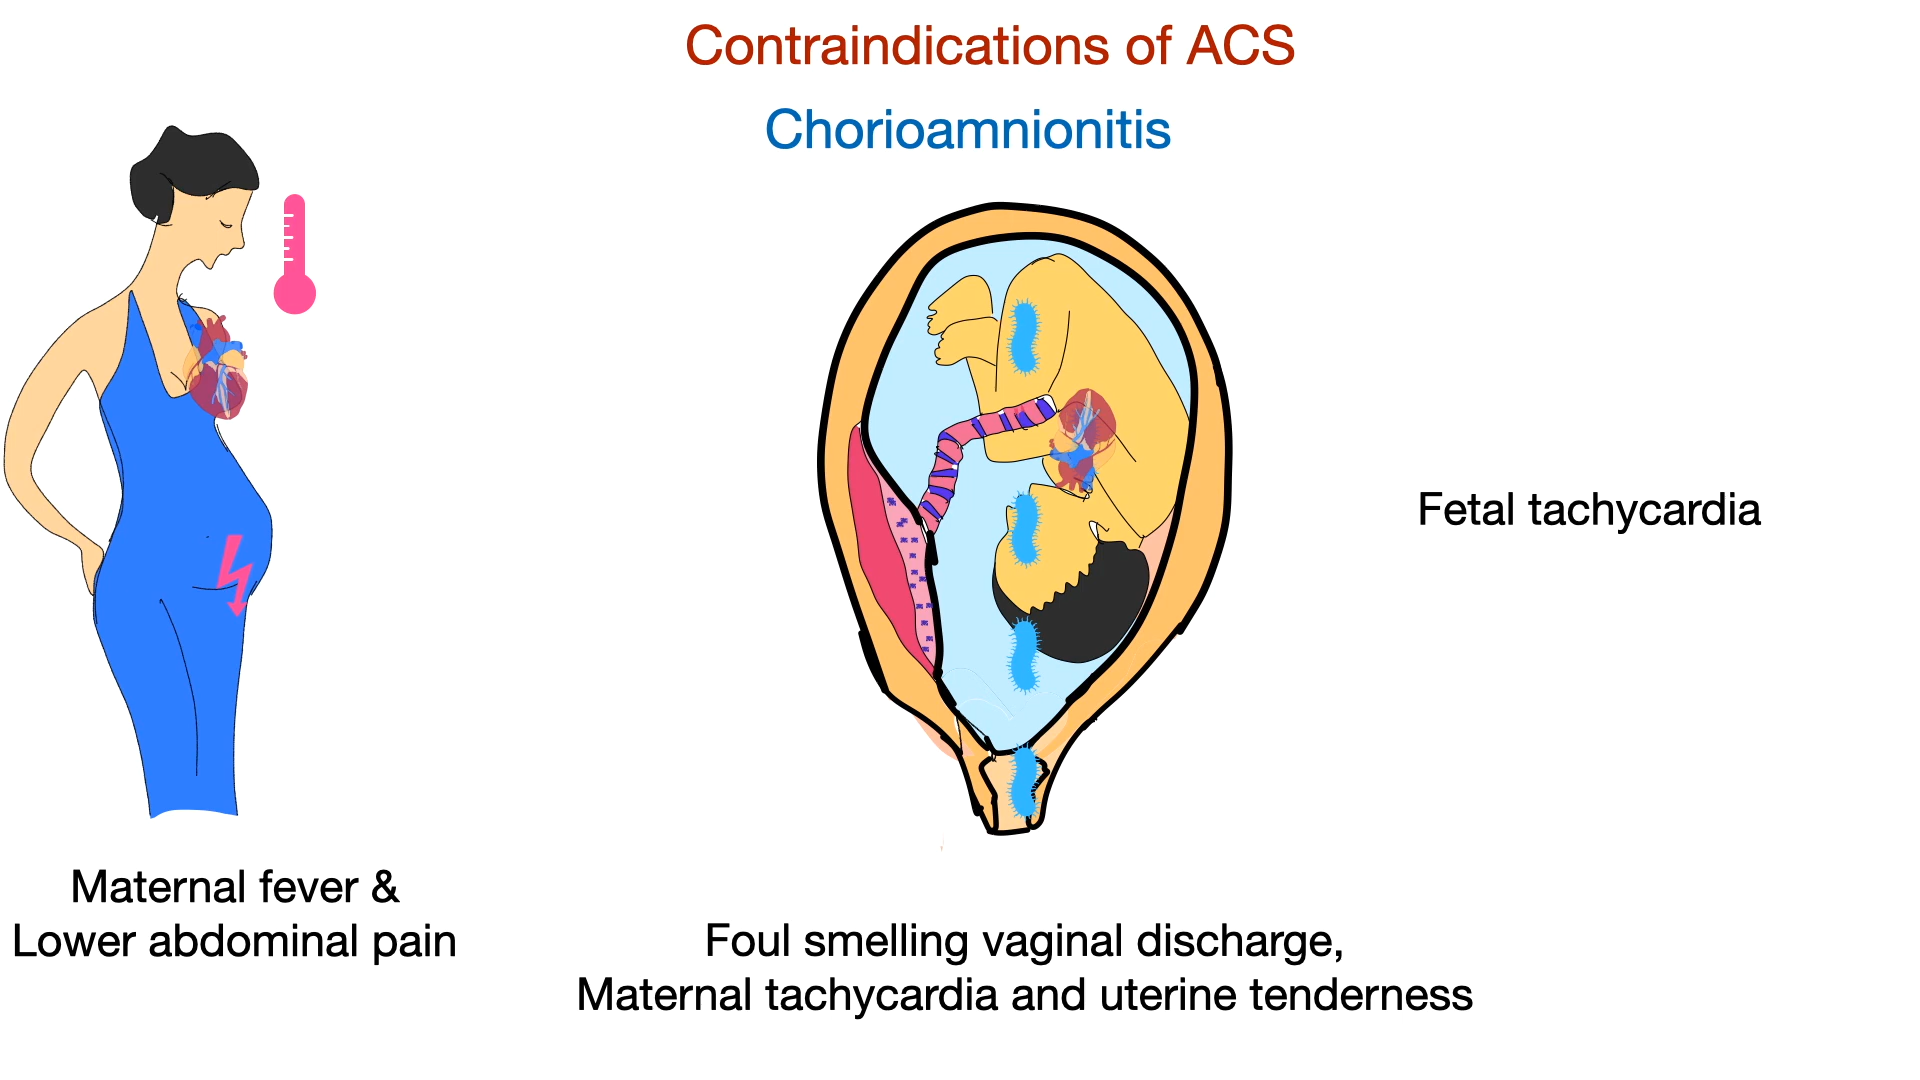 Contraindications of ACS
Chorioamnionitis
Fetal tachycardia
Maternal fever &
Lower abdominal pain
Foul smelling vaginal discharge,
Maternal tachycardia and uterine tenderness